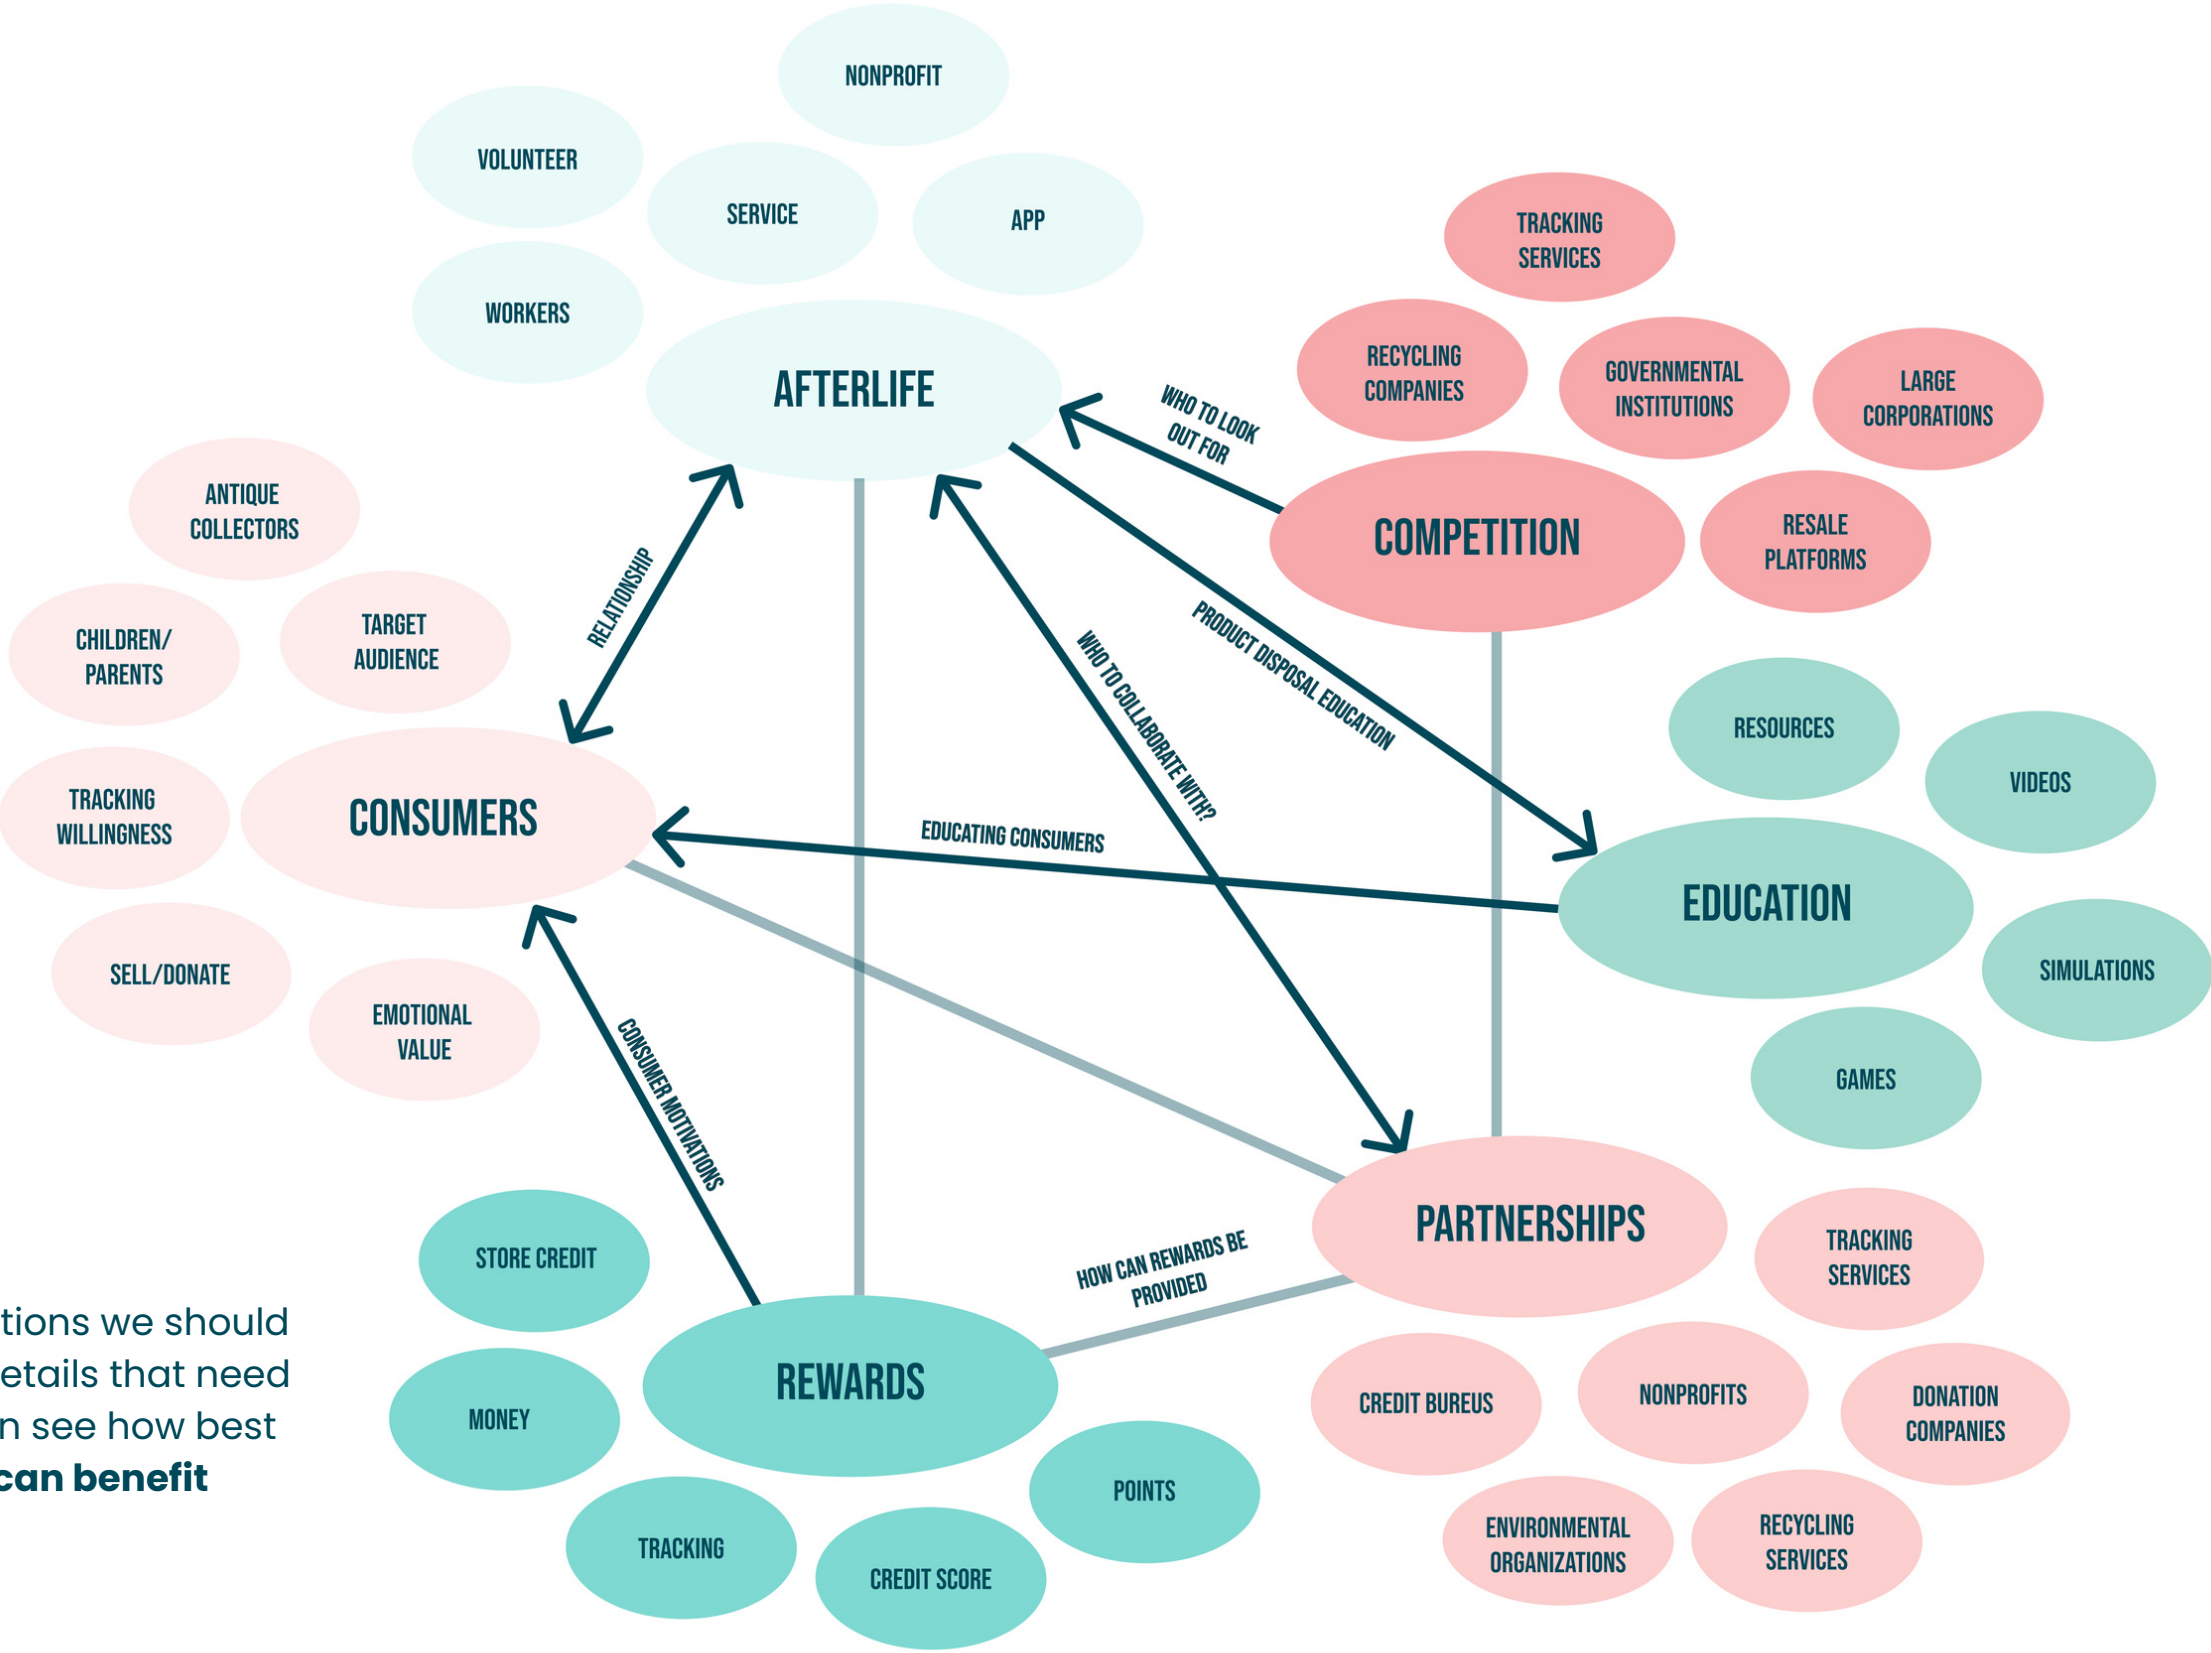 NONPROFIT
VOLUNTEER
SERVICE
APP
WORKERS
AFTERLIFE
TRACKING
SERVICES
RECYCLING
COMPANIES
GOVERNMENTAL
INSTITUTIONS
LARGE
CORPORATIONS
COMPETITION
RESALE
PLATFORMS
WHO TO LOOK
OUT FOR
ANTIQUE
COLLECTORS
CHILDREN/
PARENTS
TARGET
AUDIENCE
TRACKING
WILLINGNESS
CONSUMERS
SELL/DONATE
EMOTIONAL
VALUE
RELATIONSHIP
WHO TO COLLABORATE WITH?
PRODUCT DISPOSAL EDUCATION
EDUCATING CONSUMERS
RESOURCES
VIDEOS
EDUCATION
SIMULATIONS
GAMES
CONSUMER MOTIVATIONS
HOW CAN REWARDS BE
PROVIDED
PARTNERSHIPS
TRACKING
SERVICES
CREDIT BUREUS
NONPROFITS
DONATION
COMPANIES
ENVIRONMENTAL
ORGANIZATIONS
RECYCLING
SERVICES
STORE CREDIT
MONEY
REWARDS
TRACKING
CREDIT SCORE
POINTS
tions we should
etails that need
n see how best
can benefit